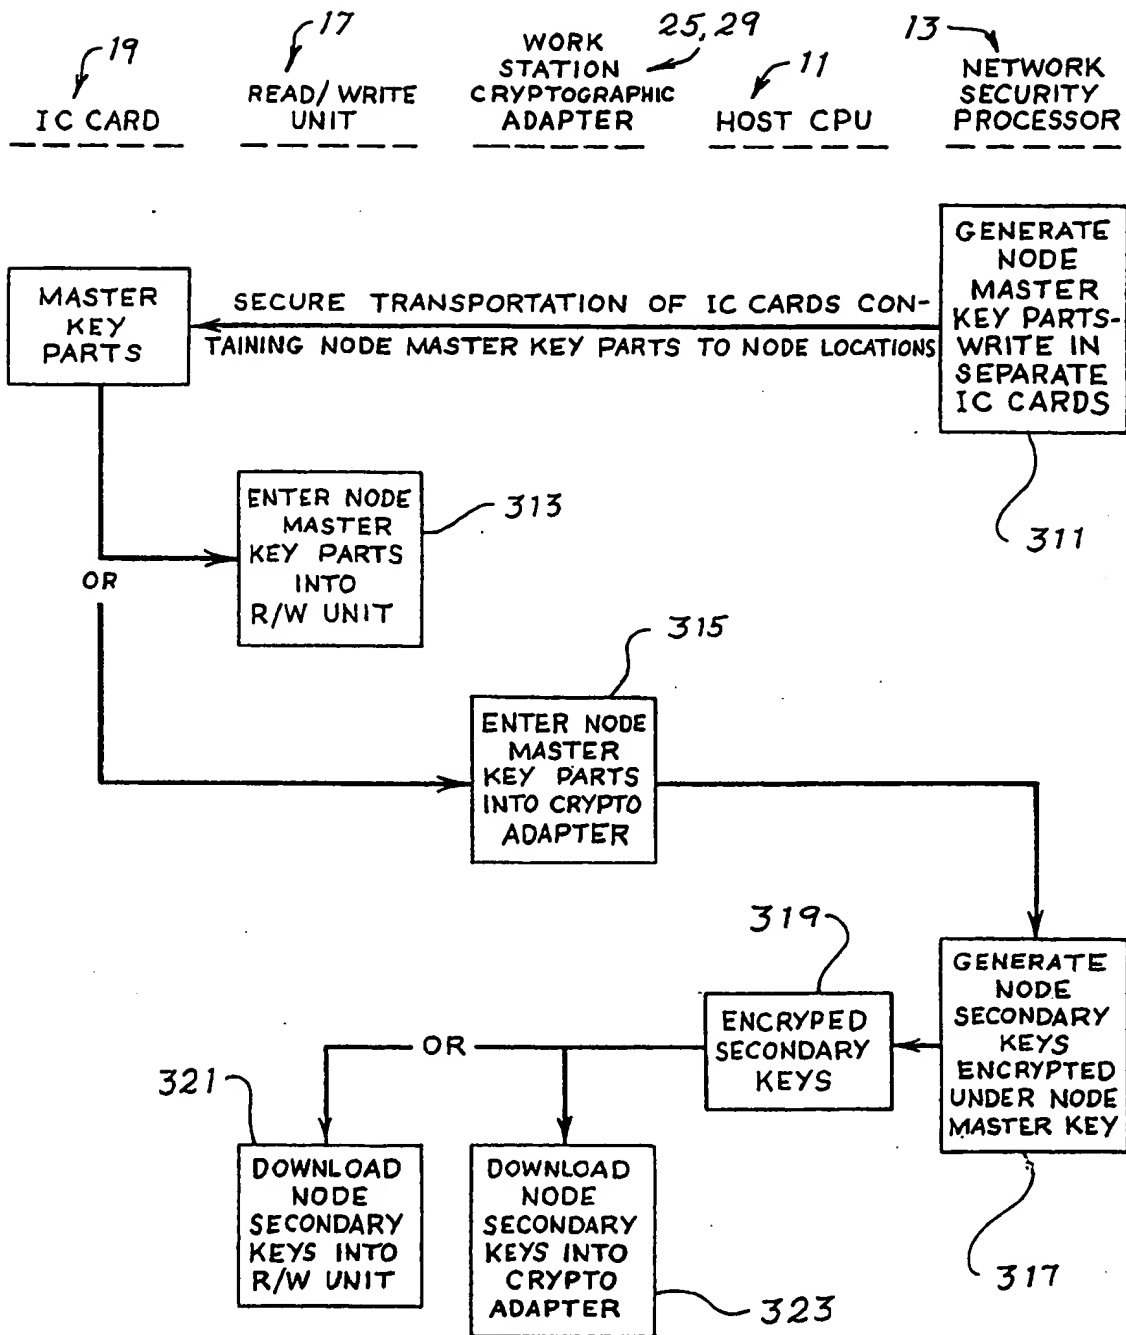 19
IC CARD
17
READ/WRITE
UNIT
25,29
WORK
STATION
CRYPTOGRAPHIC
ADAPTER
11
HOST CPU
13
NETWORK
SECURITY
PROCESSOR
GENERATE
NODE
MASTER
KEY PARTS-
WRITE IN
SEPARATE
IC CARDS
311
SECURE TRANSPORTATION OF IC CARDS CON-
TAINING NODE MASTER KEY PARTS TO NODE LOCATIONS
MASTER
KEY
PARTS
OR
ENTER NODE
MASTER
KEY PARTS
INTO
R/W UNIT
313
315
ENTER NODE
MASTER
KEY PARTS
INTO CRYPTO
ADAPTER
GENERATE
NODE
SECONDARY
KEYS
ENCRYPTED
UNDER NODE
MASTER KEY
317
319
ENCRYPED
SECONDARY
KEYS
OR
321
DOWNLOAD
NODE
SECONDARY
KEYS INTO
R/W UNIT
DOWNLOAD
NODE
SECONDARY
KEYS INTO
CRYPTO
ADAPTER
323